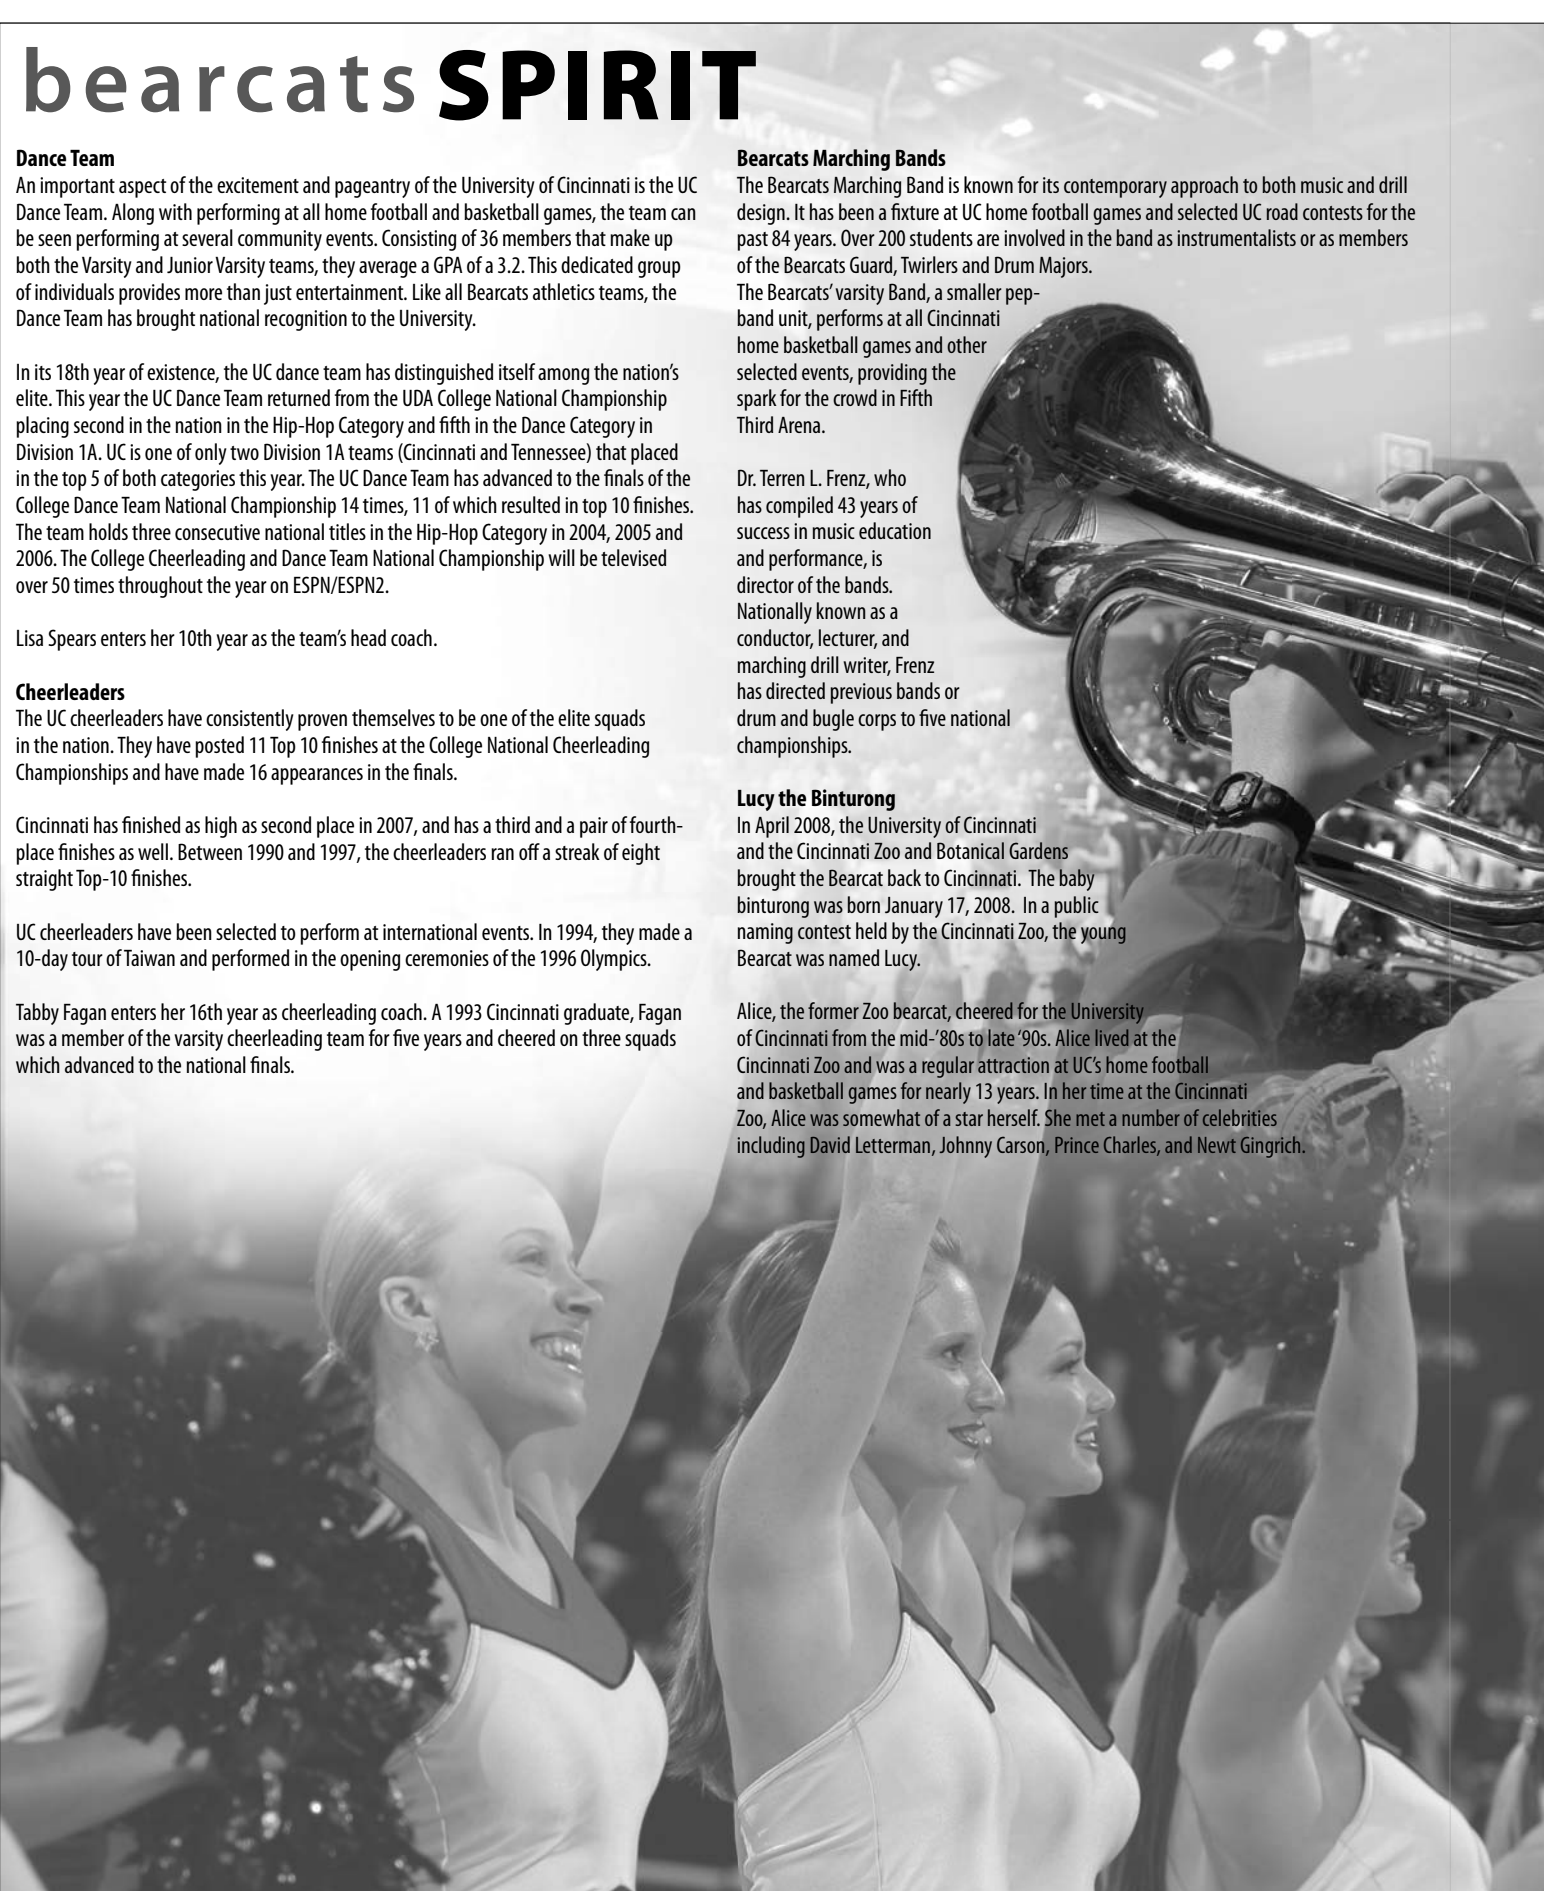 bearcats SPIRIT
Dance Team
An important aspect of the excitement and pageantry of the University of Cincinnati is the UC
Dance Team. Along with performing at all home football and basketball games, the team can
be seen performing at several community events. Consisting of 36 members that make up
both the Varsity and Junior Varsity teams, they average a GPA of a 3.2. This dedicated group
of individuals provides more than just entertainment. Like all Bearcats athletics teams, the
Dance Team has brought national recognition to the University.
In its 18th year of existence, the UC dance team has distinguished itself among the nation's
elite. This year the UC Dance Team returned from the UDA College National Championship
placing second in the nation in the Hip-Hop Category and fifth in the Dance Category in
Division 1A. UC is one of only two Division 1A teams (Cincinnati and Tennessee) that placed
in the top 5 of both categories this year. The UC Dance Team has advanced to the finals of the
College Dance Team National Championship 14 times, 11 of which resulted in top 10 finishes.
The team holds three consecutive national titles in the Hip-Hop Category in 2004, 2005 and
2006. The College Cheerleading and Dance Team National Championship will be televised
over 50 times throughout the year on ESPN/ESPN2.
Lisa Spears enters her 10th year as the team's head coach.
Cheerleaders
The UC cheerleaders have consistently proven themselves to be one of the elite squads
in the nation. They have posted 11 Top 10 finishes at the College National Cheerleading
Championships and have made 16 appearances in the finals.
Cincinnati has finished as high as second place in 2007, and has a third and a pair of fourth-
place finishes as well. Between 1990 and 1997, the cheerleaders ran off a streak of eight
straight Top-10 finishes.
UC cheerleaders have been selected to perform at international events. In 1994, they made a
10-day tour of Taiwan and performed in the opening ceremonies of the 1996 Olympics.
Tabby Fagan enters her 16th year as cheerleading coach. A 1993 Cincinnati graduate, Fagan
was a member of the varsity cheerleading team for five years and cheered on three squads
which advanced to the national finals.
Bearcats Marching Bands
The Bearcats Marching Band is known for its contemporary approach to both music and drill
design. It has been a fixture at UC home football games and selected UC road contests for the
past 84 years. Over 200 students are involved in the band as instrumentalists or as members
of the Bearcats Guard, Twirlers and Drum Majors.
The Bearcats' varsity Band, a smaller pep-
band unit, performs at all Cincinnati
home basketball games and other
selected events, providing the
spark for the crowd in Fifth
Third Arena.
Dr. Terren L. Frenz, who
has compiled 43 years of
success in music education
and performance, is
director of the bands.
Nationally known as a
conductor, lecturer, and
marching drill writer, Frenz
has directed previous bands or
drum and bugle corps to five national
championships.
Lucy the Binturong
In April 2008, the University of Cincinnati
and the Cincinnati Zoo and Botanical Gardens
brought the Bearcat back to Cincinnati. The baby
binturong was born January 17, 2008. In a public
naming contest held by the Cincinnati Zoo, the young
Bearcat was named Lucy.
Alice, the former Zoo bearcat, cheered for the University
of Cincinnati from the mid-'80s to late '90s. Alice lived at the
Cincinnati Zoo and was a regular attraction at UC's home football
and basketball games for nearly 13 years. In her time at the Cincinnati
Zoo, Alice was somewhat of a star herself. She met a number of celebrities
including David Letterman, Johnny Carson, Prince Charles, and Newt Gingrich.